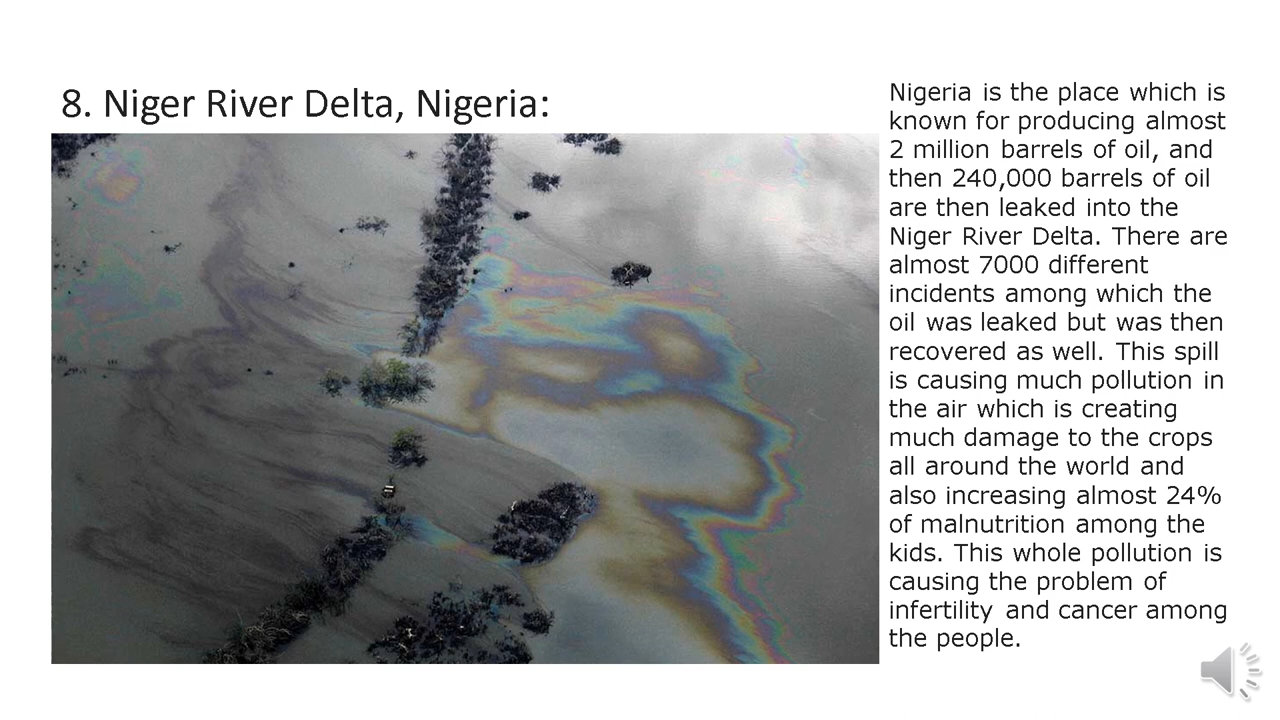 8. Niger River Delta, Nigeria:
Nigeria is the place which is
known for producing almost
2 million barrels of oil, and
then 240,000 barrels of oil
are then leaked into the
Niger River Delta. There are
almost 7000 different
incidents among which the
oil was leaked but was then
recovered as well. This spill
is causing much pollution in
the air which is creating
much damage to the crops
all around the world and
also increasing almost 24%
of malnutrition among the
kids. This whole pollution is
causing the problem of
infertility and cancer among
the people.